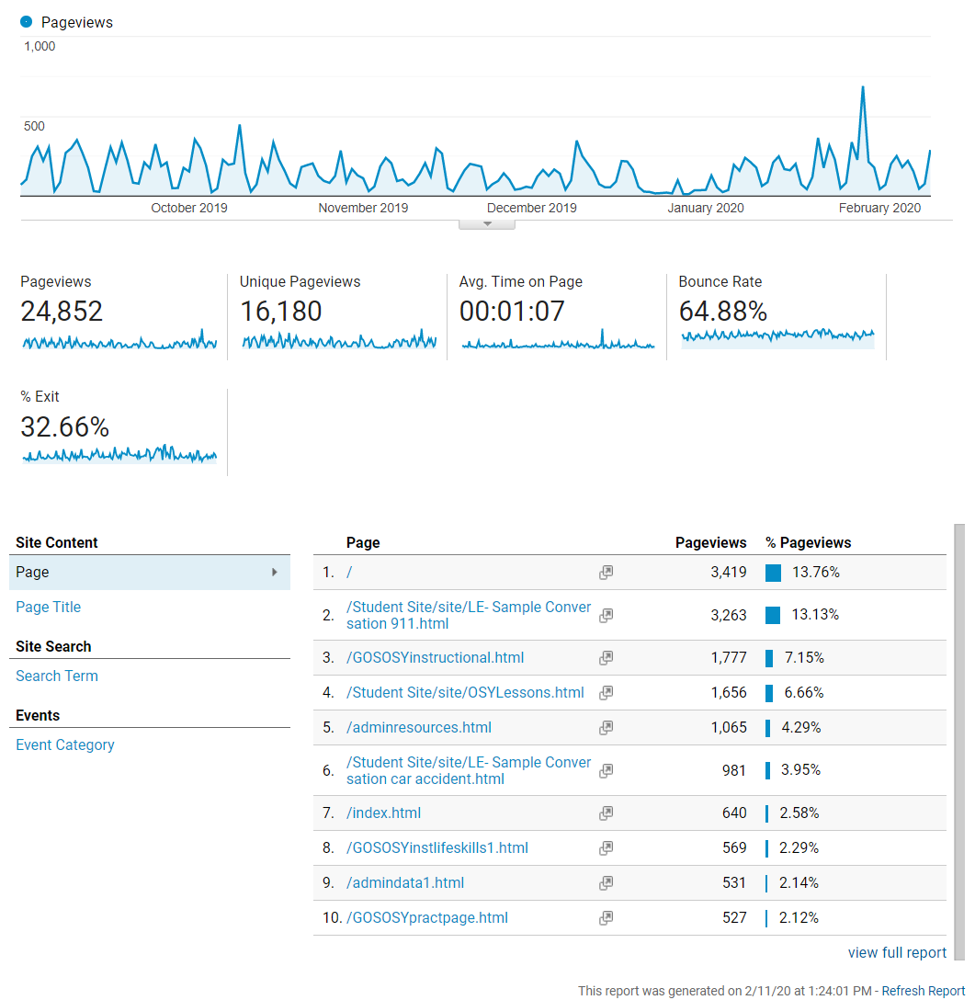 Pageviews
1,000
500
October 2019 November 2019 December 2019 January 2020 February 2020
Pageviews Unique Pageviews Avg. Time on Page Bounce Rate
24,852 16,180 00:01:07 64.88%
% Exit
32.66%
Site Content
Page
Page Title
Site Search
Search Term
Events
Event Category
Page Pageviews % Pageviews
1. / 3,419 13.76%
2. /Student Site/site/LE- Sample Conver
sation 911.html 3,263 13.13%
3. /GOSOSYinstructional.html 1,777 7.15%
4. /Student Site/site/OSYLessons.html 1,656 6.66%
5. /adminresources.html 1,065 4.29%
6. /Student Site/site/LE- Sample Conver
sation car accident.html 981 3.95%
7. /index.html 640 2.58%
8. /GOSOSYinstlifeskills1.html 569 2.29%
9. /admindata1.html 531 2.14%
10. /GOSOSYpractpage.html 527 2.12%
view full report
This report was generated on 2/11/20 at 1:24:01 PM - Refresh Report